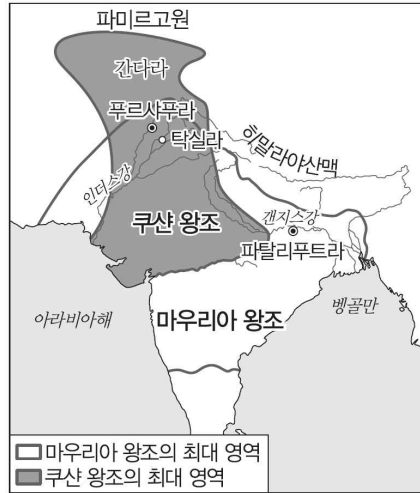 파미르고원
간다라
푸르샤푸라
탁실라
히말라야산맥
인더스강
쿠샨 왕조
갠지스강
파탈리푸트라
아라비아해
마우리아 왕조
벵골만
마우리아 왕조의 최대 영역
쿠샨 왕조의 최대 영역